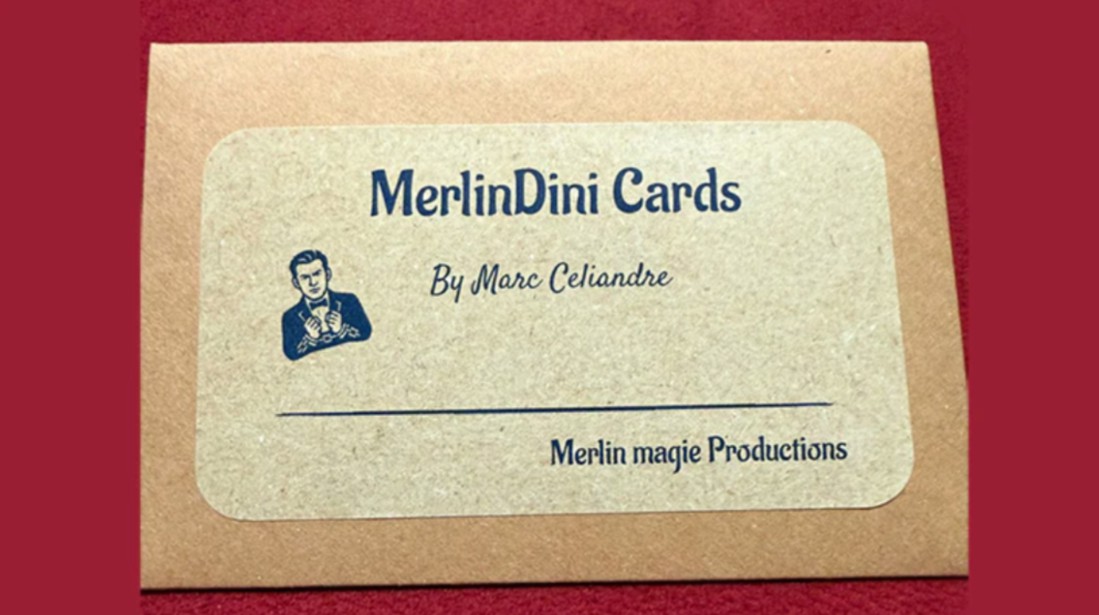 MerlinDini Cards
By Marc Celiandre
Merlin magie Productions